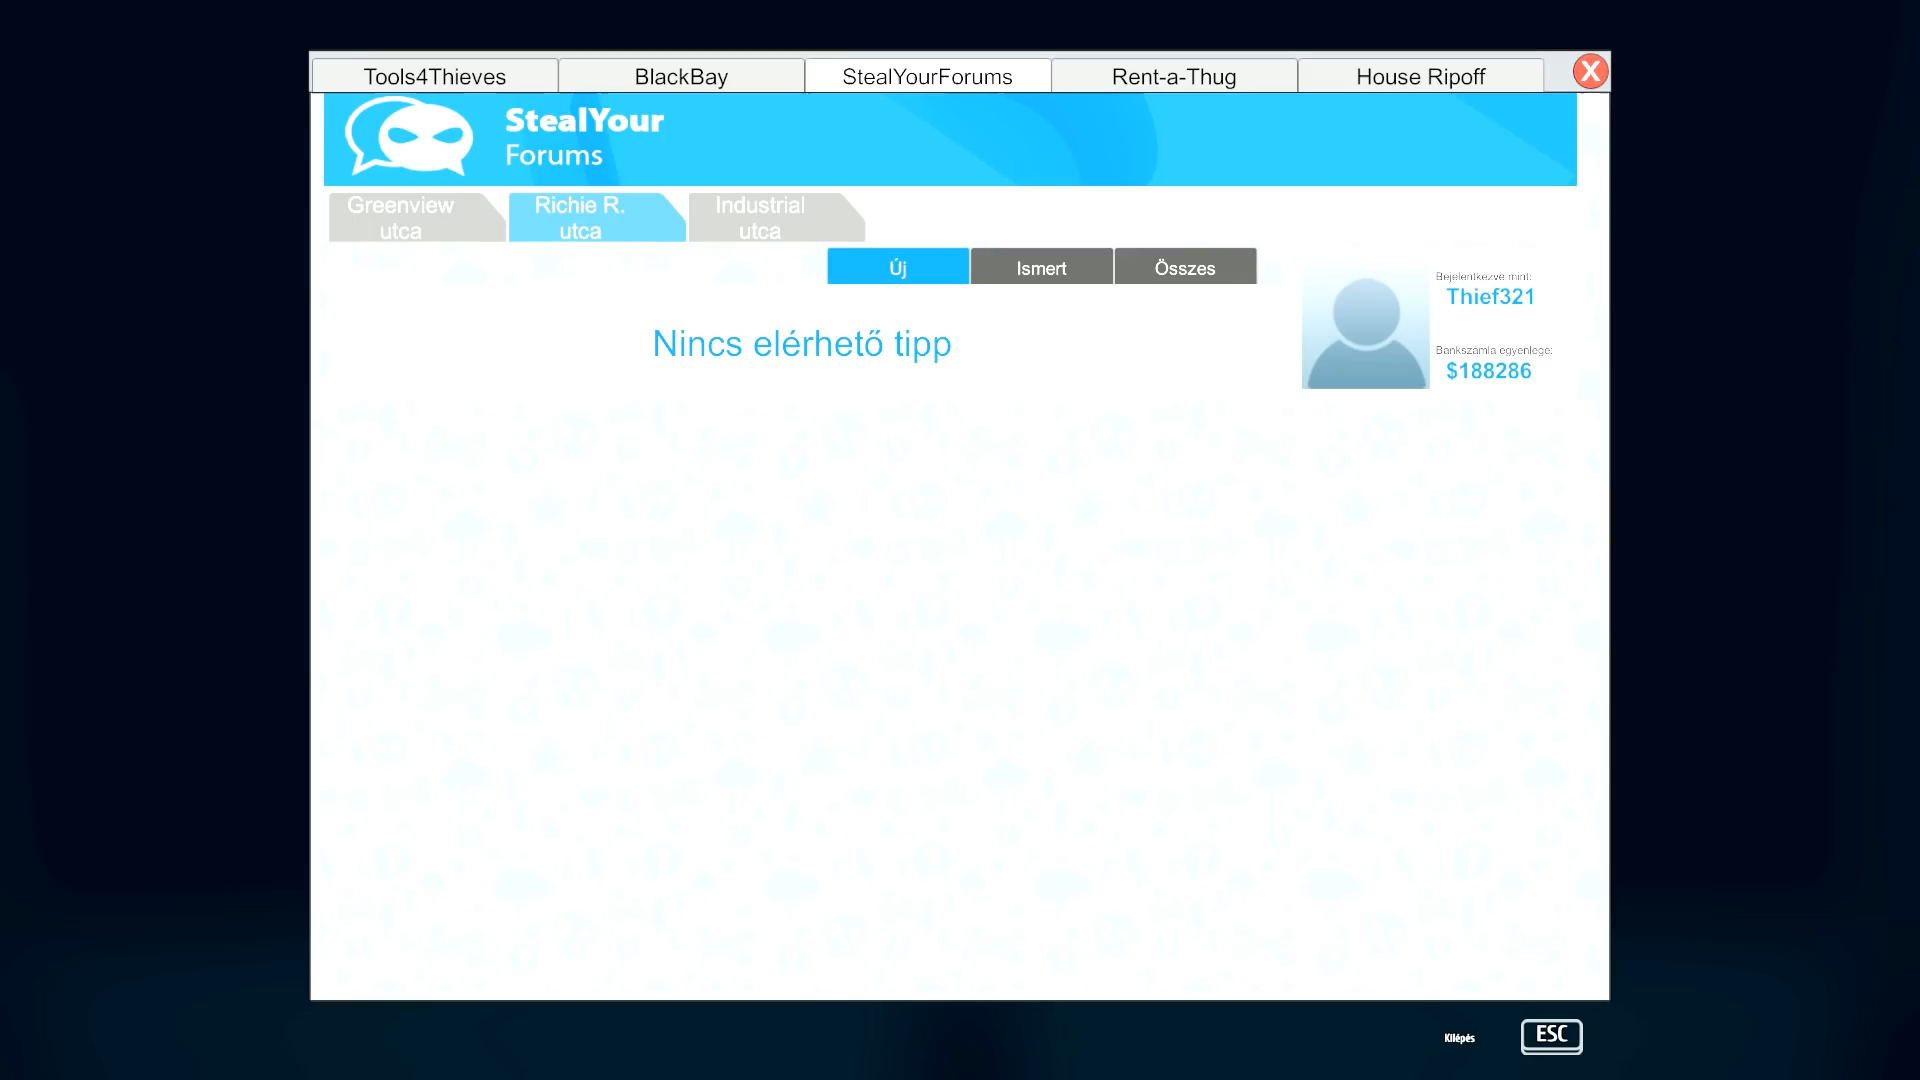 Tools4Thieves
BlackBay
StealYourForums
Rent-a-Thug
House Ripoff
X
StealYour
Forums
Greenview
utca
Richie R.
utca
Industrial
utca
Új
Ismert
Összes
Bejelentkezve mint:
Thief321
Nincs elérhető tipp
Bankszámla egyenlege:
$188286
Kilépés
ESC